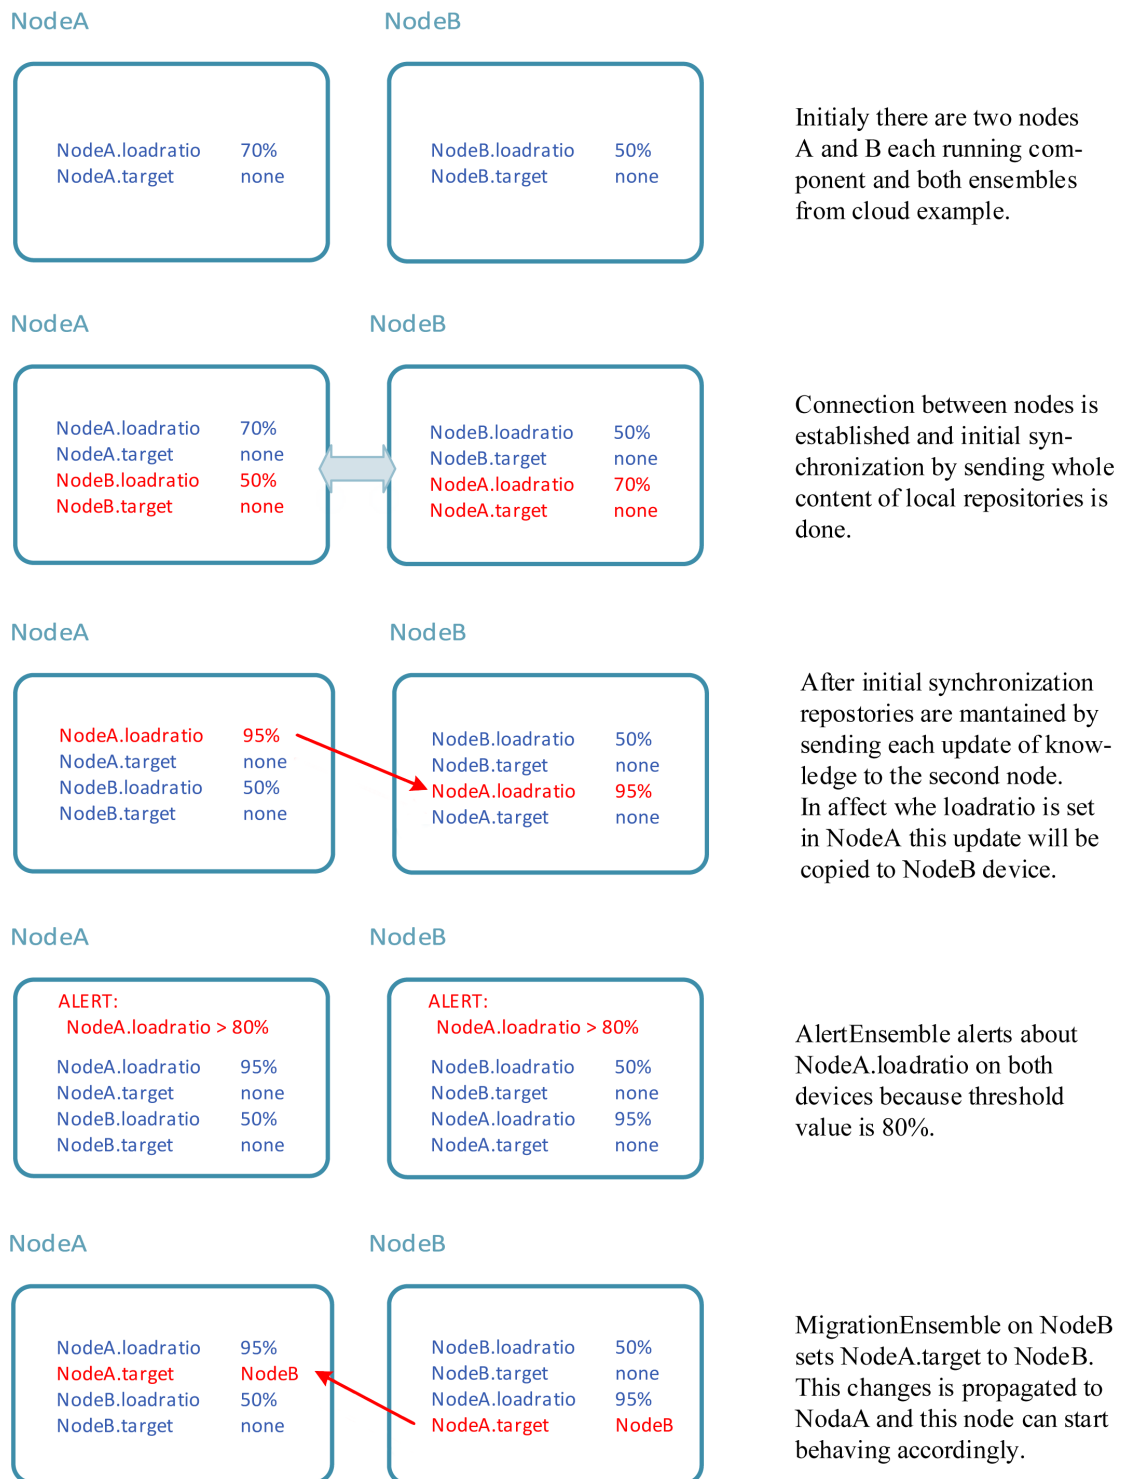 NodeA
NodeB
NodeA.loadratio 70%
NodeA.target none
NodeB.loadratio 50%
NodeB.target none
Initialy there are two nodes
A and B each running com-
ponent and both ensembles
from cloud example.
NodeA
NodeB
NodeA.loadratio 70%
NodeA.target none
NodeB.loadratio 50%
NodeB.target none
NodeB.loadratio 50%
NodeB.target none
NodeA.loadratio 70%
NodeA.target none
Connection between nodes is
established and initial syn-
chronization by sending whole
content of local repositories is
done.
NodeA
NodeB
NodeA.loadratio 95%
NodeA.target none
NodeB.loadratio 50%
NodeB.target none
NodeB.loadratio 50%
NodeB.target none
NodeA.loadratio 95%
NodeA.target none
After initial synchronization
repostories are mantained by
sending each update of know-
ledge to the second node.
In affect whe loadratio is set
in NodeA this update will be
copied to NodeB device.
NodeA
NodeB
ALERT:
NodeA.loadratio > 80%
NodeA.loadratio 95%
NodeA.target none
NodeB.loadratio 50%
NodeB.target none
ALERT:
NodeA.loadratio > 80%
NodeB.loadratio 50%
NodeB.target none
NodeA.loadratio 95%
NodeA.target none
AlertEnsemble alerts about
NodeA.loadratio on both
devices because threshold
value is 80%.
NodeA
NodeB
NodeA.loadratio 95%
NodeA.target NodeB
NodeB.loadratio 50%
NodeB.target none
NodeB.loadratio 50%
NodeB.target none
NodeA.loadratio 95%
NodeA.target NodeB
MigrationEnsemble on NodeB
sets NodeA.target to NodeB.
This changes is propagated to
NodaA and this node can start
behaving accordingly.